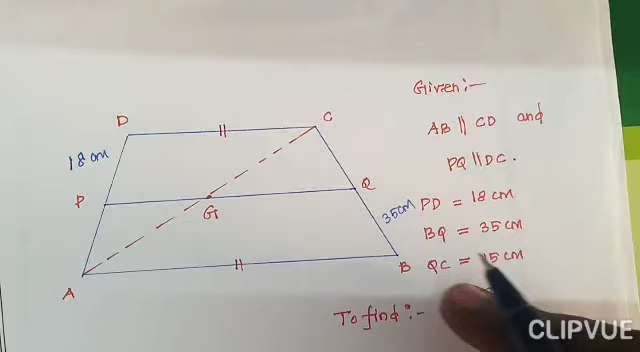 Given:-
D
C
AB || CD and
18 cm
PQ || DC.
P
Q
G
35cm
PD = 18 cm
BQ = 35 cm
A
B
QC = 15 cm
To find:-
CLIPVUE